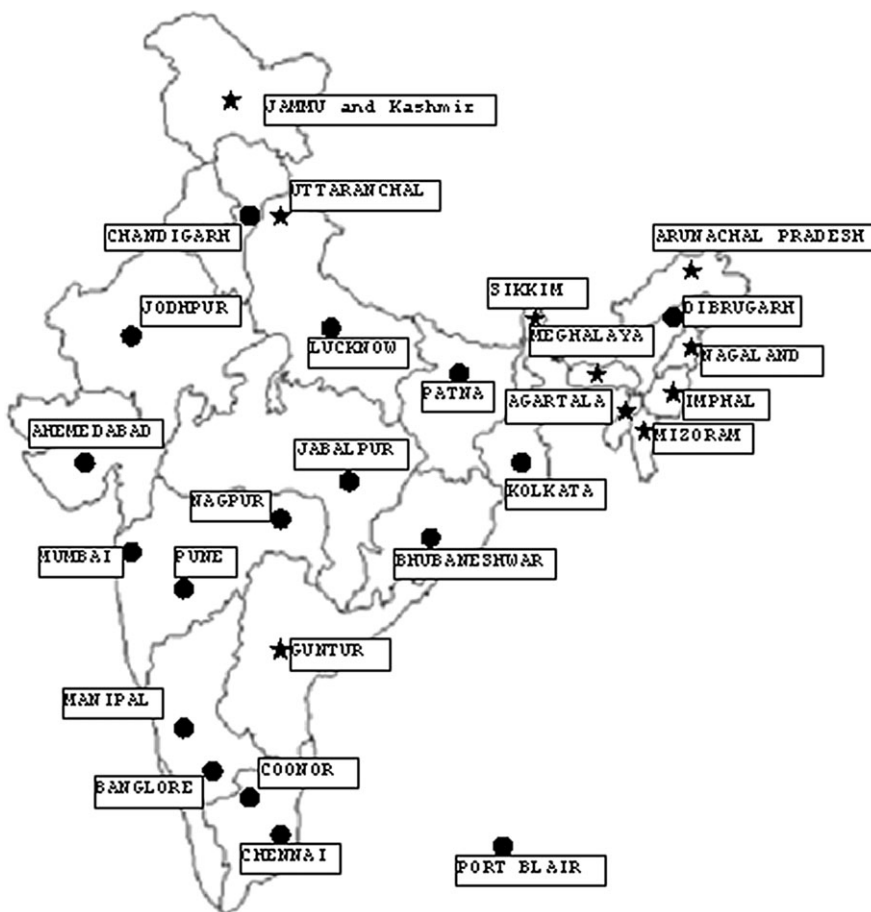 JAMMU and Kashmir
UTTARANCHAL
CHANDIGARH
ARUNACHAL PRADESH
SIKKIM
JODHPUR
DIBRUGARH
MEGHALAYA
LUCKNOW
NAGALAND
PATNA
AGARTALA
IMPHAL
AHEMEDABAD
MIZORAM
JABALPUR
KOLKATA
NAGPUR
MUMBAI
PUNE
BHUBANESHWAR
GUNTUR
MANIPAL
COONOR
BANGLORE
CHENNAI
PORT BLAIR